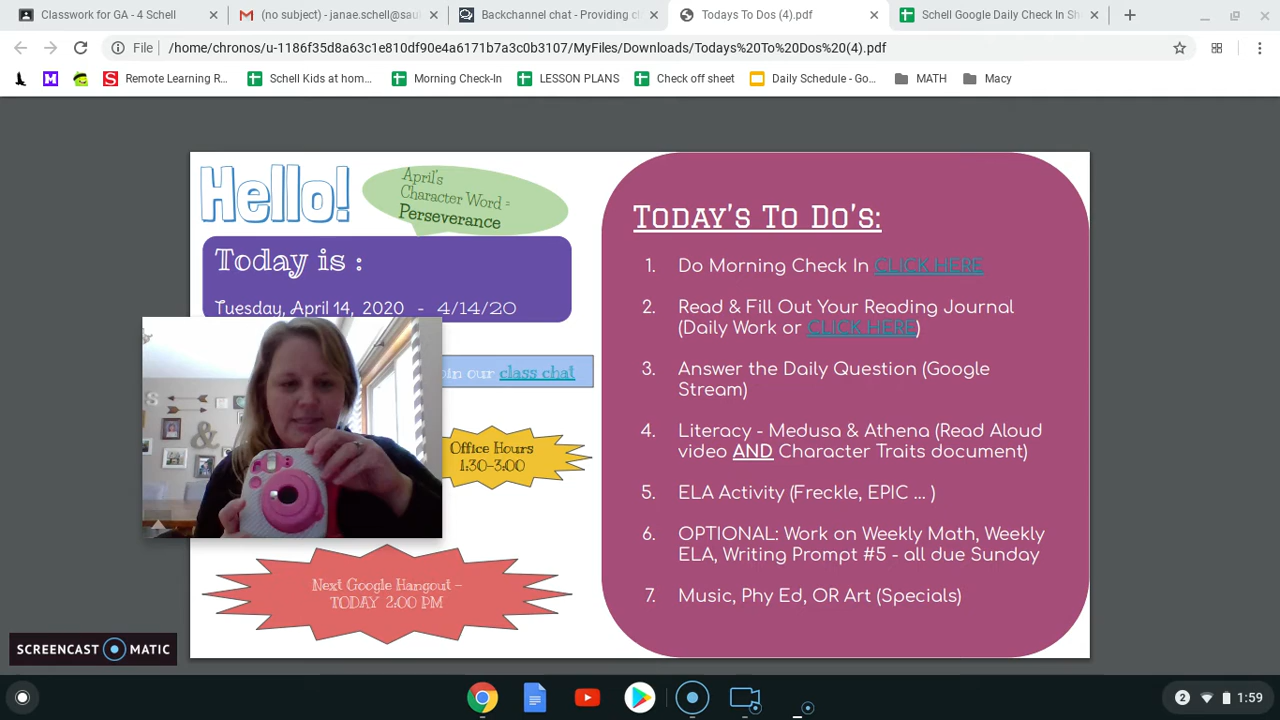 Classwork for GA - 4 Schell
(no subject) - janae.schell@sau
Backchannel chat - Providing cl
Todays To Dos (4).pdf
Schell Google Daily Check In Sh
File
/home/chronos/u-1186f35d8a63c1e810df90e4a6171b7a3c0b3107/MyFiles/Downloads/Todays%20To%20Dos%20(4).pdf
Remote Learning R...
Schell Kids at hom...
Morning Check-In
LESSON PLANS
Check off sheet
Daily Schedule - Go...
MATH
Macy
Hello!
April's
Character Word =
Perseverance
Today is :
Tuesday, April 14, 2020 - 4/14/20
in our class chat
Office Hours
1:30-3:00
Next Google Hangout -
TODAY 2:00 PM
Today's To Do's:
1. Do Morning Check In CLICK HERE
2. Read & Fill Out Your Reading Journal
(Daily Work or CLICK HERE)
3. Answer the Daily Question (Google
Stream)
4. Literacy - Medusa & Athena (Read Aloud
video AND Character Traits document)
5. ELA Activity (Freckle, EPIC ... )
6. OPTIONAL: Work on Weekly Math, Weekly
ELA, Writing Prompt #5 - all due Sunday
7. Music, Phy Ed, OR Art (Specials)
SCREENCAST MATIC
2
1:59